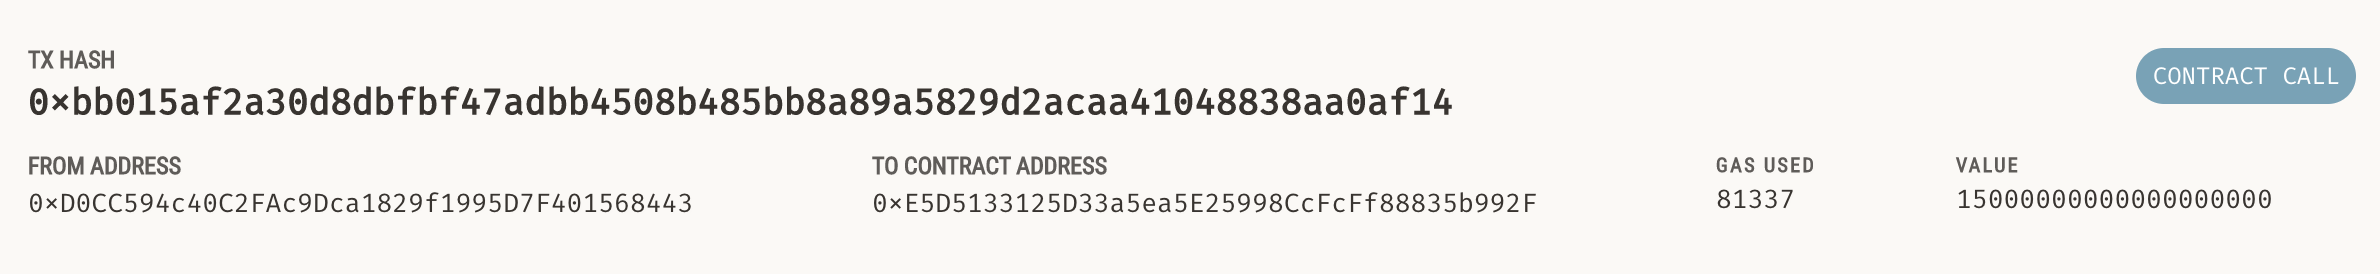 TX HASH
0×bb015af2a30d8dbfbf47adbb4508b485bb8a89a5829d2acaa41048838aa0af14
CONTRACT CALL
FROM ADDRESS
0×D0CC594c40C2FAc9Dca1829f1995D7F401568443
TO CONTRACT ADDRESS
0×E5D5133125D33a5ea5E25998CcFcFf88835b992F
GAS USED
81337
VALUE
15000000000000000000